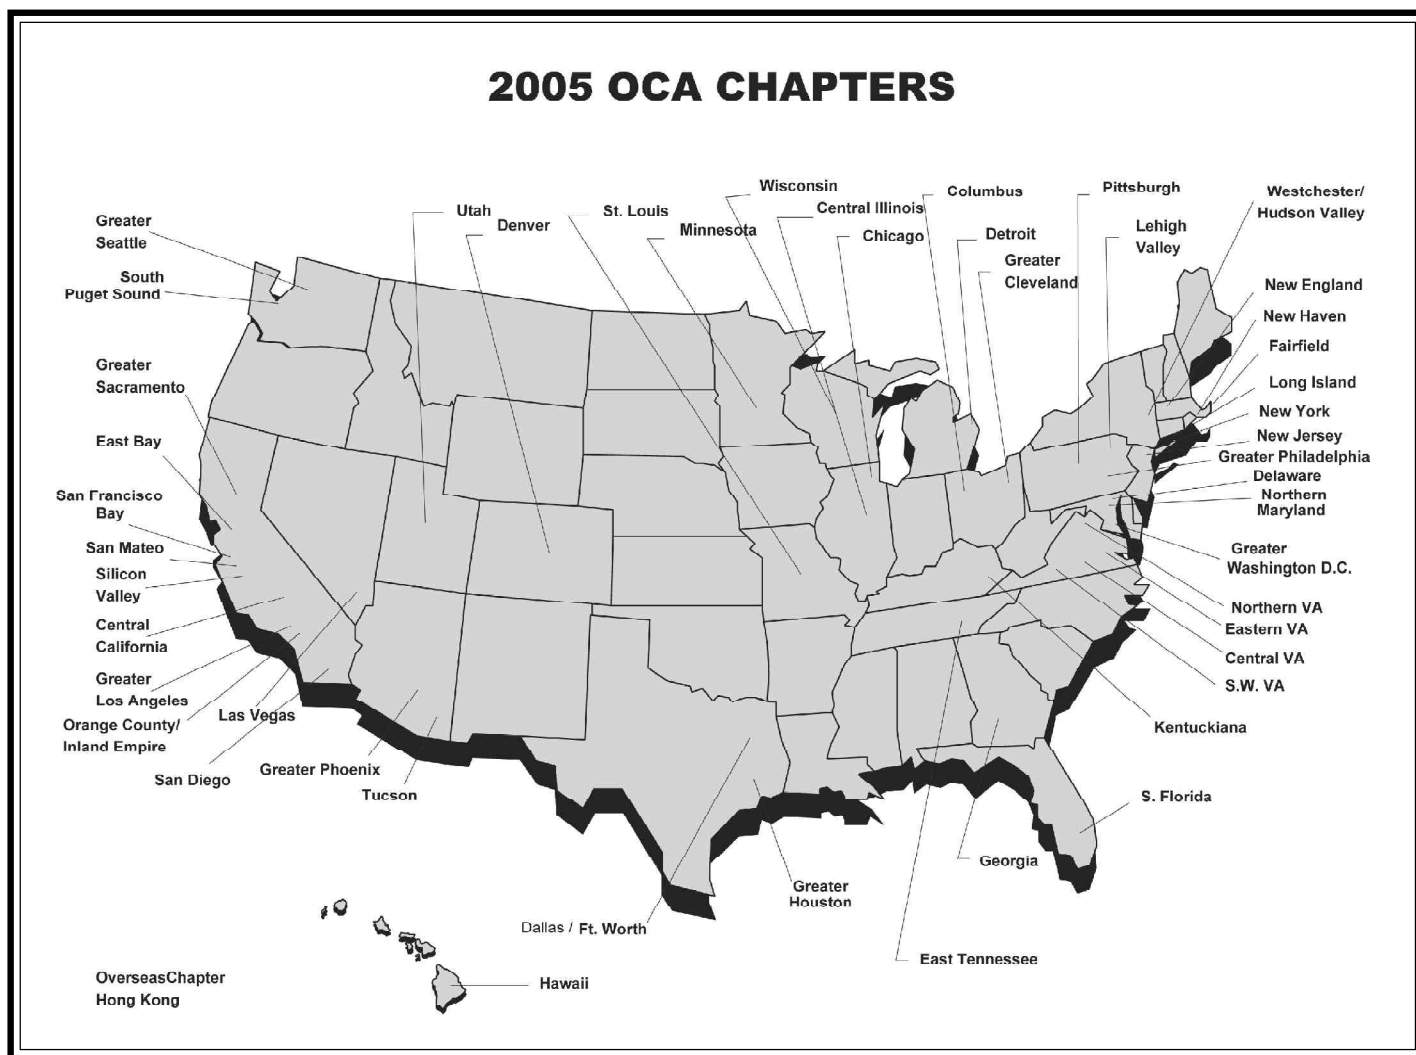 2005 OCA CHAPTERS
Greater
Seattle
South
Puget Sound
Greater
Sacramento
East Bay
San Francisco
Bay
San Mateo
Silicon
Valley
Central
California
Greater
Los Angeles
Orange County/
Inland Empire
Las Vegas
San Diego
Greater Phoenix
Tucson
Utah
Denver
St. Louis
Minnesota
Wisconsin
Central Illinois
Chicago
Columbus
Detroit
Greater
Cleveland
Pittsburgh
Lehigh
Valley
Westchester/
Hudson Valley
New England
New Haven
Fairfield
Long Island
New York
New Jersey
Greater Philadelphia
Delaware
Northern
Maryland
Greater
Washington D.C.
Northern VA
Eastern VA
Central VA
S.W. VA
Kentuckiana
S. Florida
Georgia
Greater
Houston
Dallas / Ft. Worth
East Tennessee
Hawaii
OverseasChapter
Hong Kong